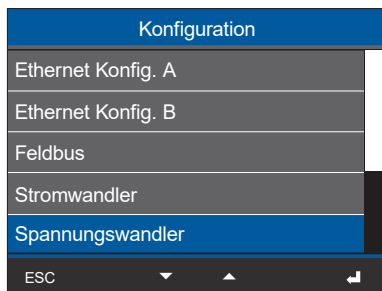 Konfiguration
Ethernet Konfig. A
Ethernet Konfig. B
Feldbus
Stromwandler
Spannungswandler
ESC